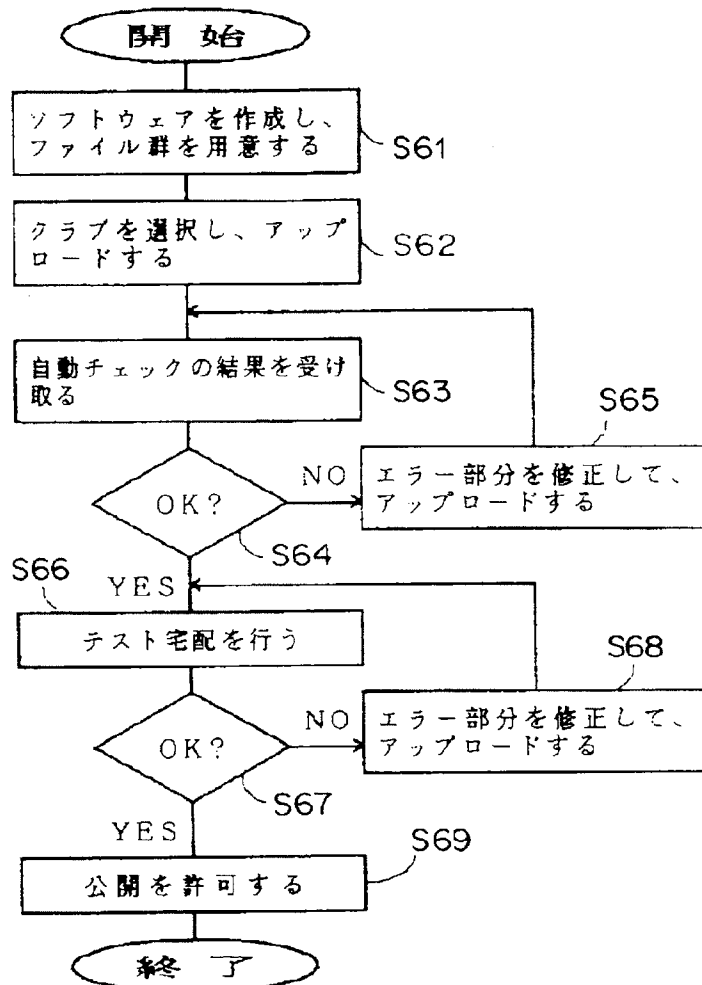 開始
ソフトウェアを作成し、
ファイル群を用意する
S61
クラブを選択し、アップ
ロードする
S62
自動チェックの結果を受け
取る
S63
OK?
S64
NO
エラー部分を修正して、
アップロードする
S65
YES
S66
テスト宅配を行う
OK?
S67
NO
エラー部分を修正して、
アップロードする
S68
YES
公開を許可する
S69
終了